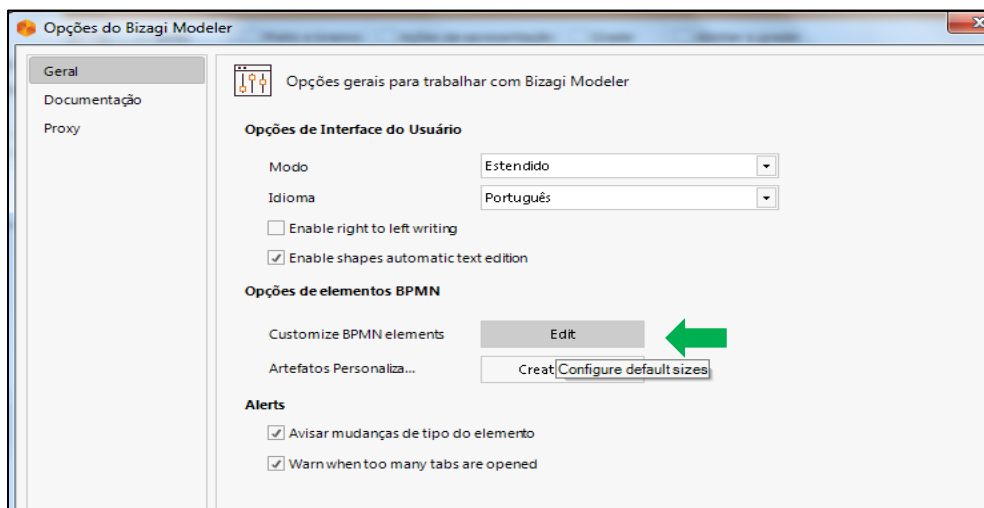 Opções do Bizagi Modeler
Geral
Documentação
Proxy
Opções gerais para trabalhar com Bizagi Modeler
Opções de Interface do Usuário
Modo Estendido
Idioma Português
Enable right to left writing
Enable shapes automatic text edition
Opções de elementos BPMN
Customize BPMN elements Edit
Artefatos Personaliza... Creat Configure default sizes
Alerts
Avisar mudanças de tipo do elemento
Warn when too many tabs are opened